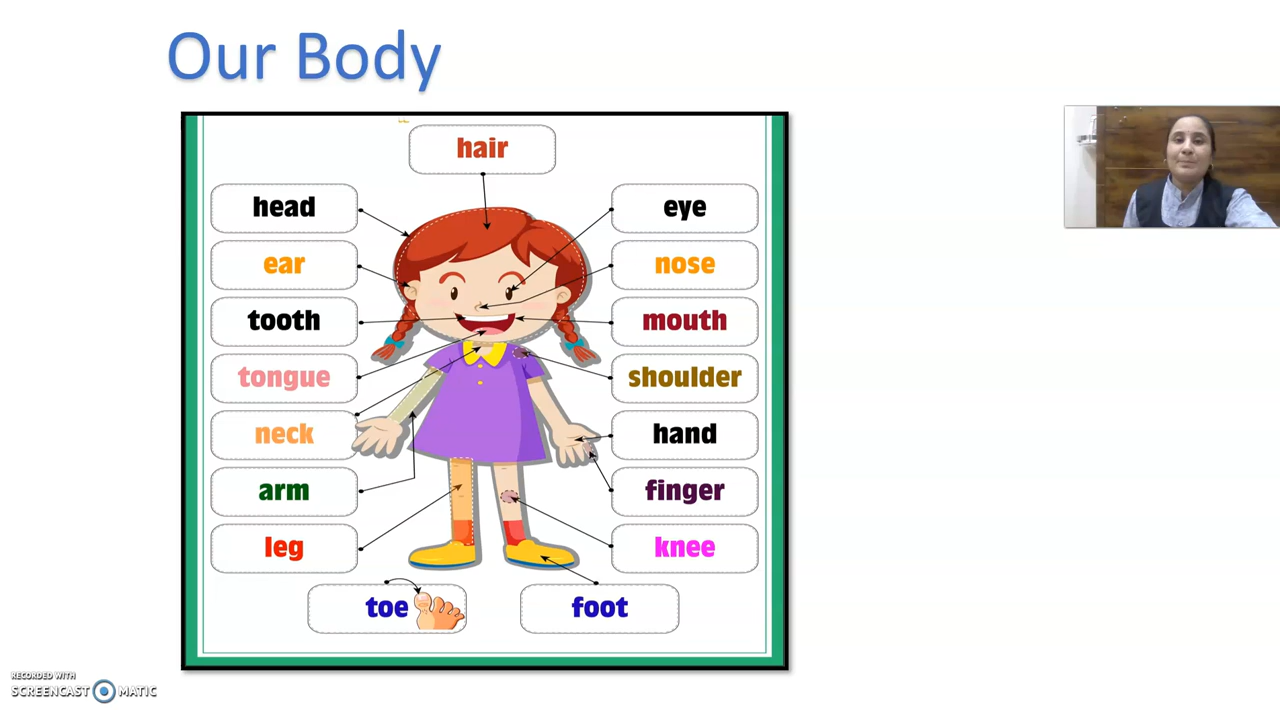 Our Body
hair
head
eye
ear
nose
tooth
mouth
tongue
shoulder
neck
hand
arm
finger
leg
knee
toe
foot
RECORDED WITH
SCREENCAST MATIC